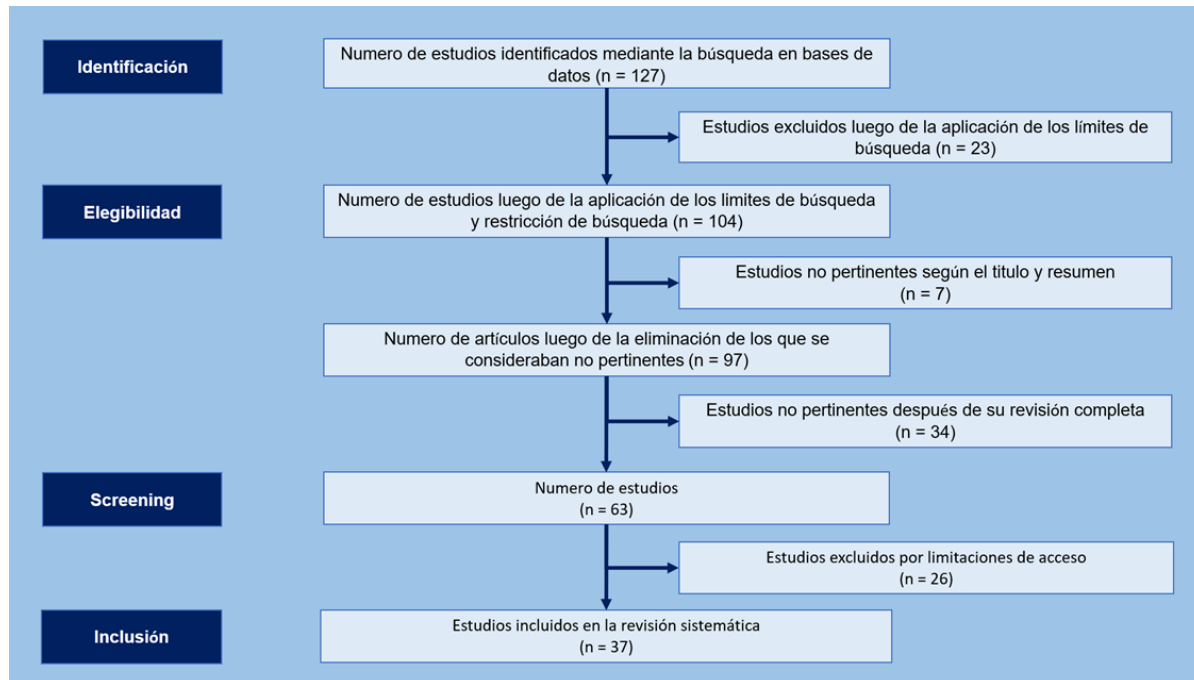 Identificación
Numero de estudios identificados mediante la búsqueda en bases de
datos (n = 127)
Estudios excluidos luego de la aplicación de los límites de
búsqueda (n = 23)
Elegibilidad
Numero de estudios luego de la aplicación de los limites de búsqueda
y restricción de búsqueda (n = 104)
Estudios no pertinentes según el titulo y resumen
(n = 7)
Numero de artículos luego de la eliminación de los que se
consideraban no pertinentes (n = 97)
Estudios no pertinentes después de su revisión completa
(n = 34)
Screening
Numero de estudios
(n = 63)
Estudios excluidos por limitaciones de acceso
(n = 26)
Inclusión
Estudios incluidos en la revisión sistemática
(n = 37)